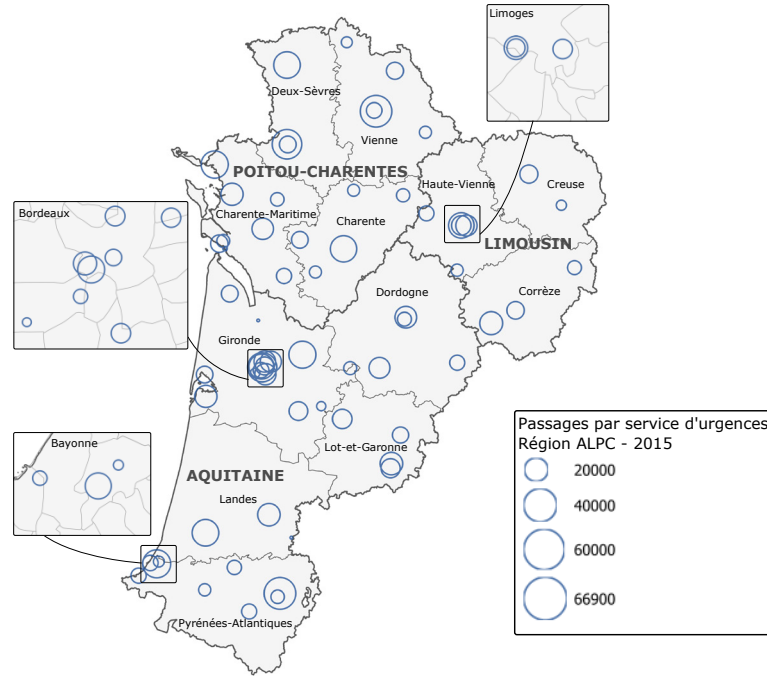 Limoges
Deux-Sèvres
Vienne
POITOU-CHARENTES
Haute-Vienne
Creuse
Bordeaux
Charente-Maritime
Charente
LIMOUSIN
Dordogne
Corrèze
Gironde
Passages par service d'urgences
Région ALPC - 2015
20000
40000
60000
66900
Bayonne
Lot-et-Garonne
AQUITAINE
Landes
Pyrénées-Atlantiques